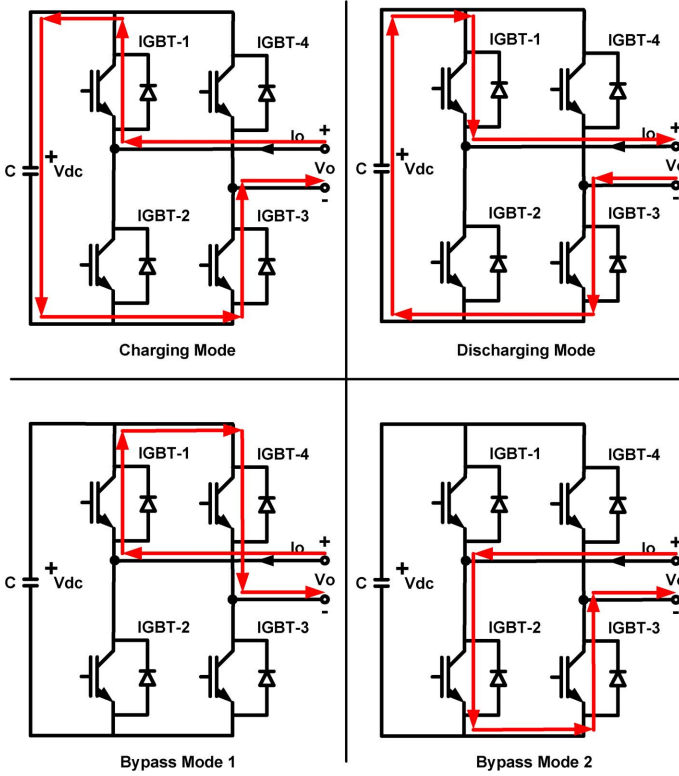 IGBT-1
IGBT-4
Io
+
C
+
Vdc
Vo
-
IGBT-2
IGBT-3
Charging Mode
IGBT-1
IGBT-4
Io
+
C
+
Vdc
Vo
-
IGBT-2
IGBT-3
Discharging Mode
IGBT-1
IGBT-4
Io
+
C
+
Vdc
Vo
-
IGBT-2
IGBT-3
Bypass Mode 1
IGBT-1
IGBT-4
Io
+
C
+
Vdc
Vo
-
IGBT-2
IGBT-3
Bypass Mode 2